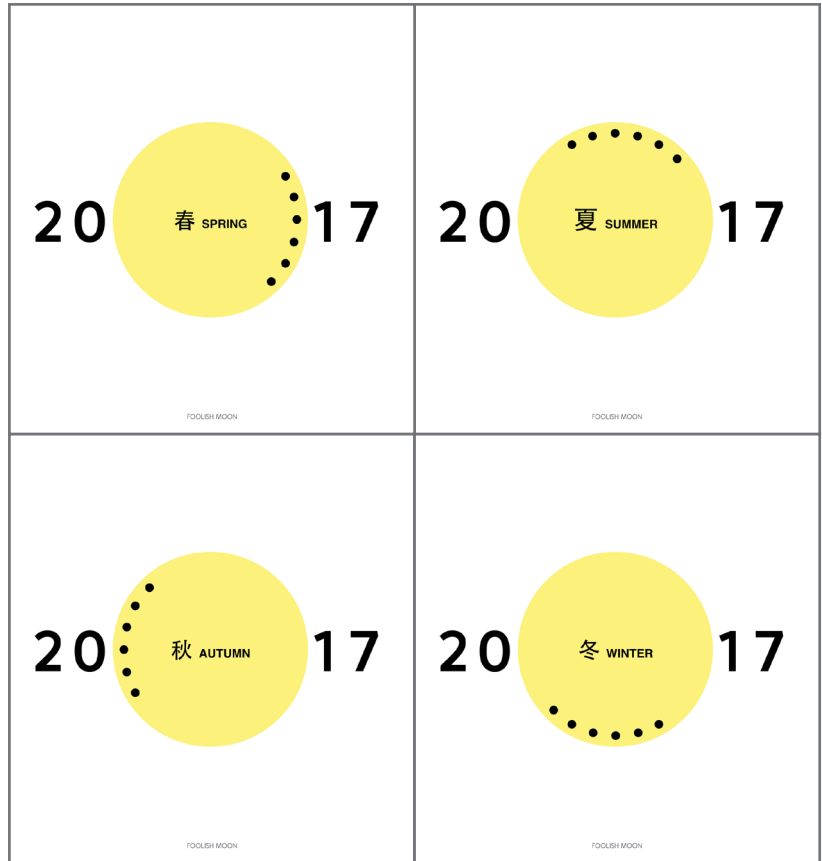 20 春 SPRING 17
FOOLISH MOON
20 夏 SUMMER 17
FOOLISH MOON
20 秋 AUTUMN 17
FOOLISH MOON
20 冬 WINTER 17
FOOLISH MOON